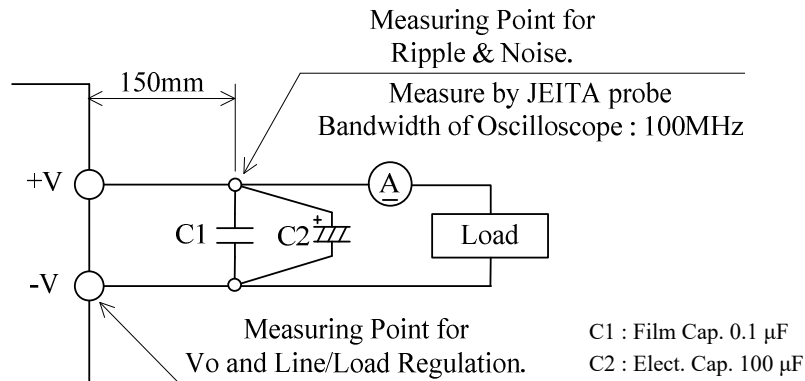 Measuring Point for
Ripple & Noise.
150mm
Measure by JEITA probe
Bandwidth of Oscilloscope : 100MHz
+V
A
C1
+
C2
Load
-V
Measuring Point for
Vo and Line/Load Regulation.
C1 : Film Cap. 0.1 μF
C2 : Elect. Cap. 100 μF